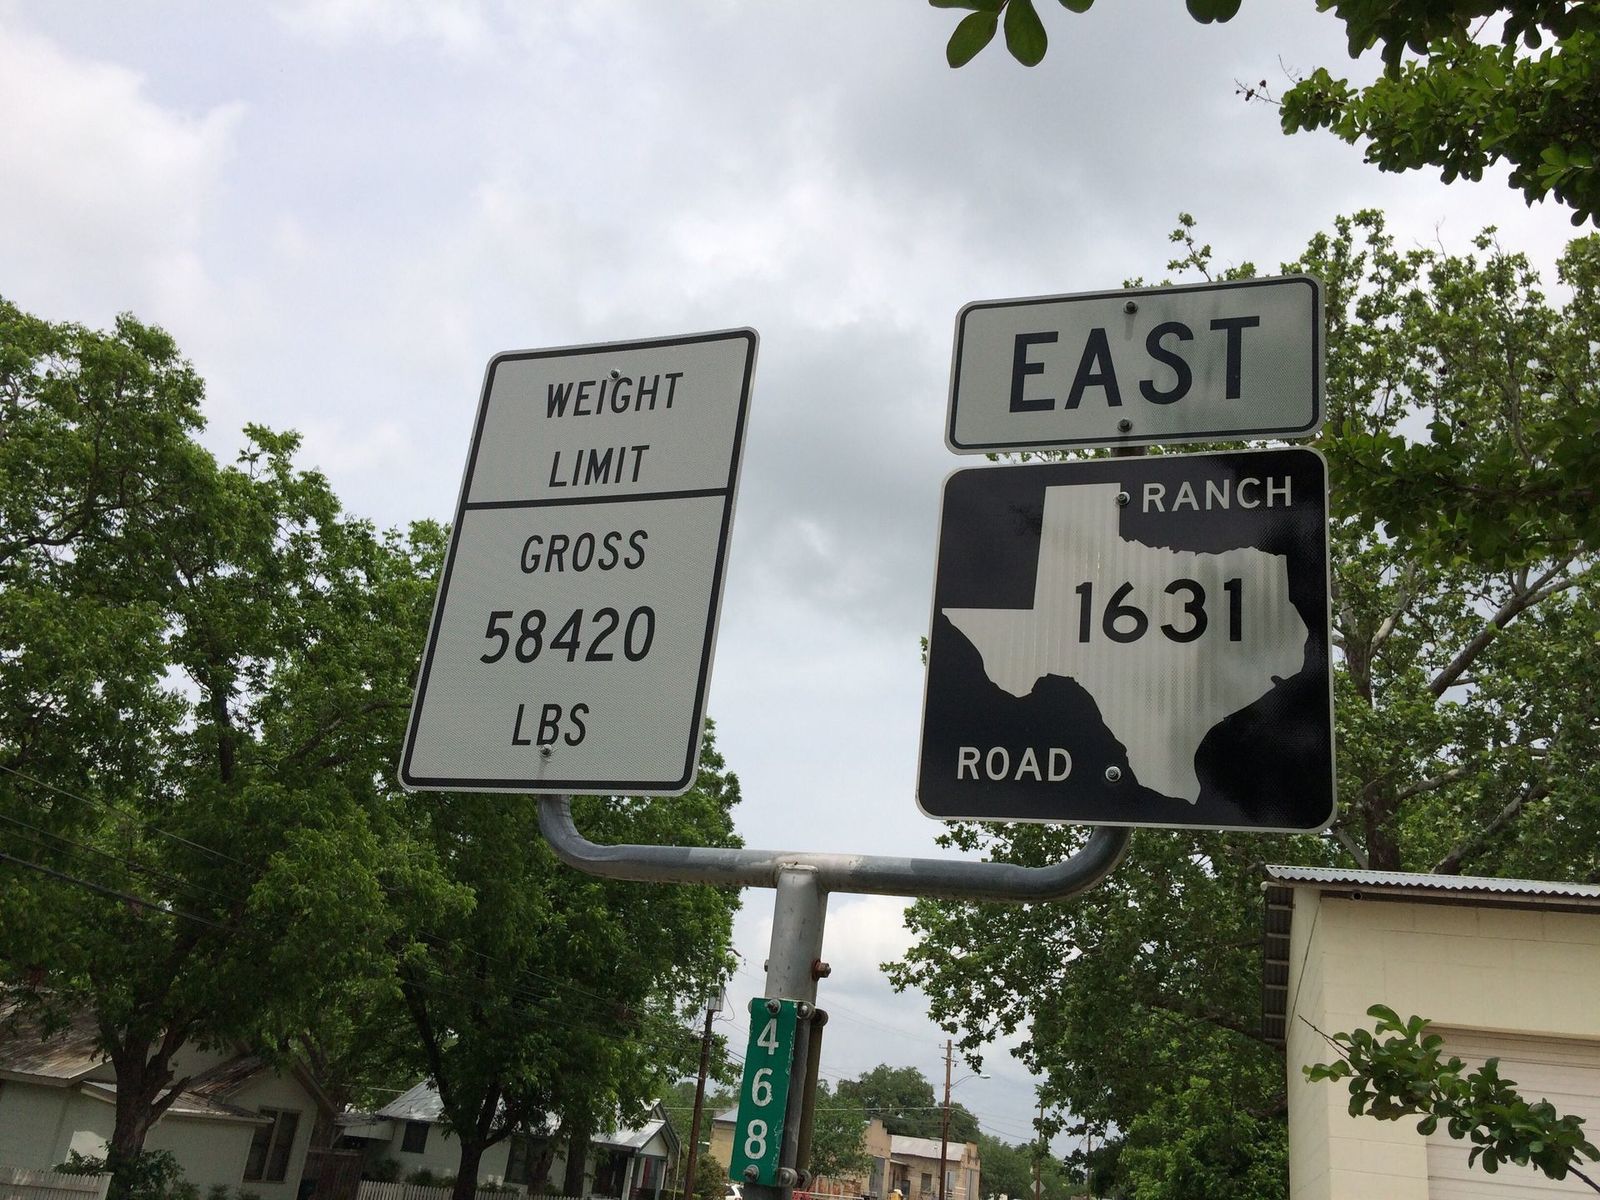 WEIGHT
LIMIT
GROSS
58420
LBS
EAST
RANCH
1631
ROAD
468